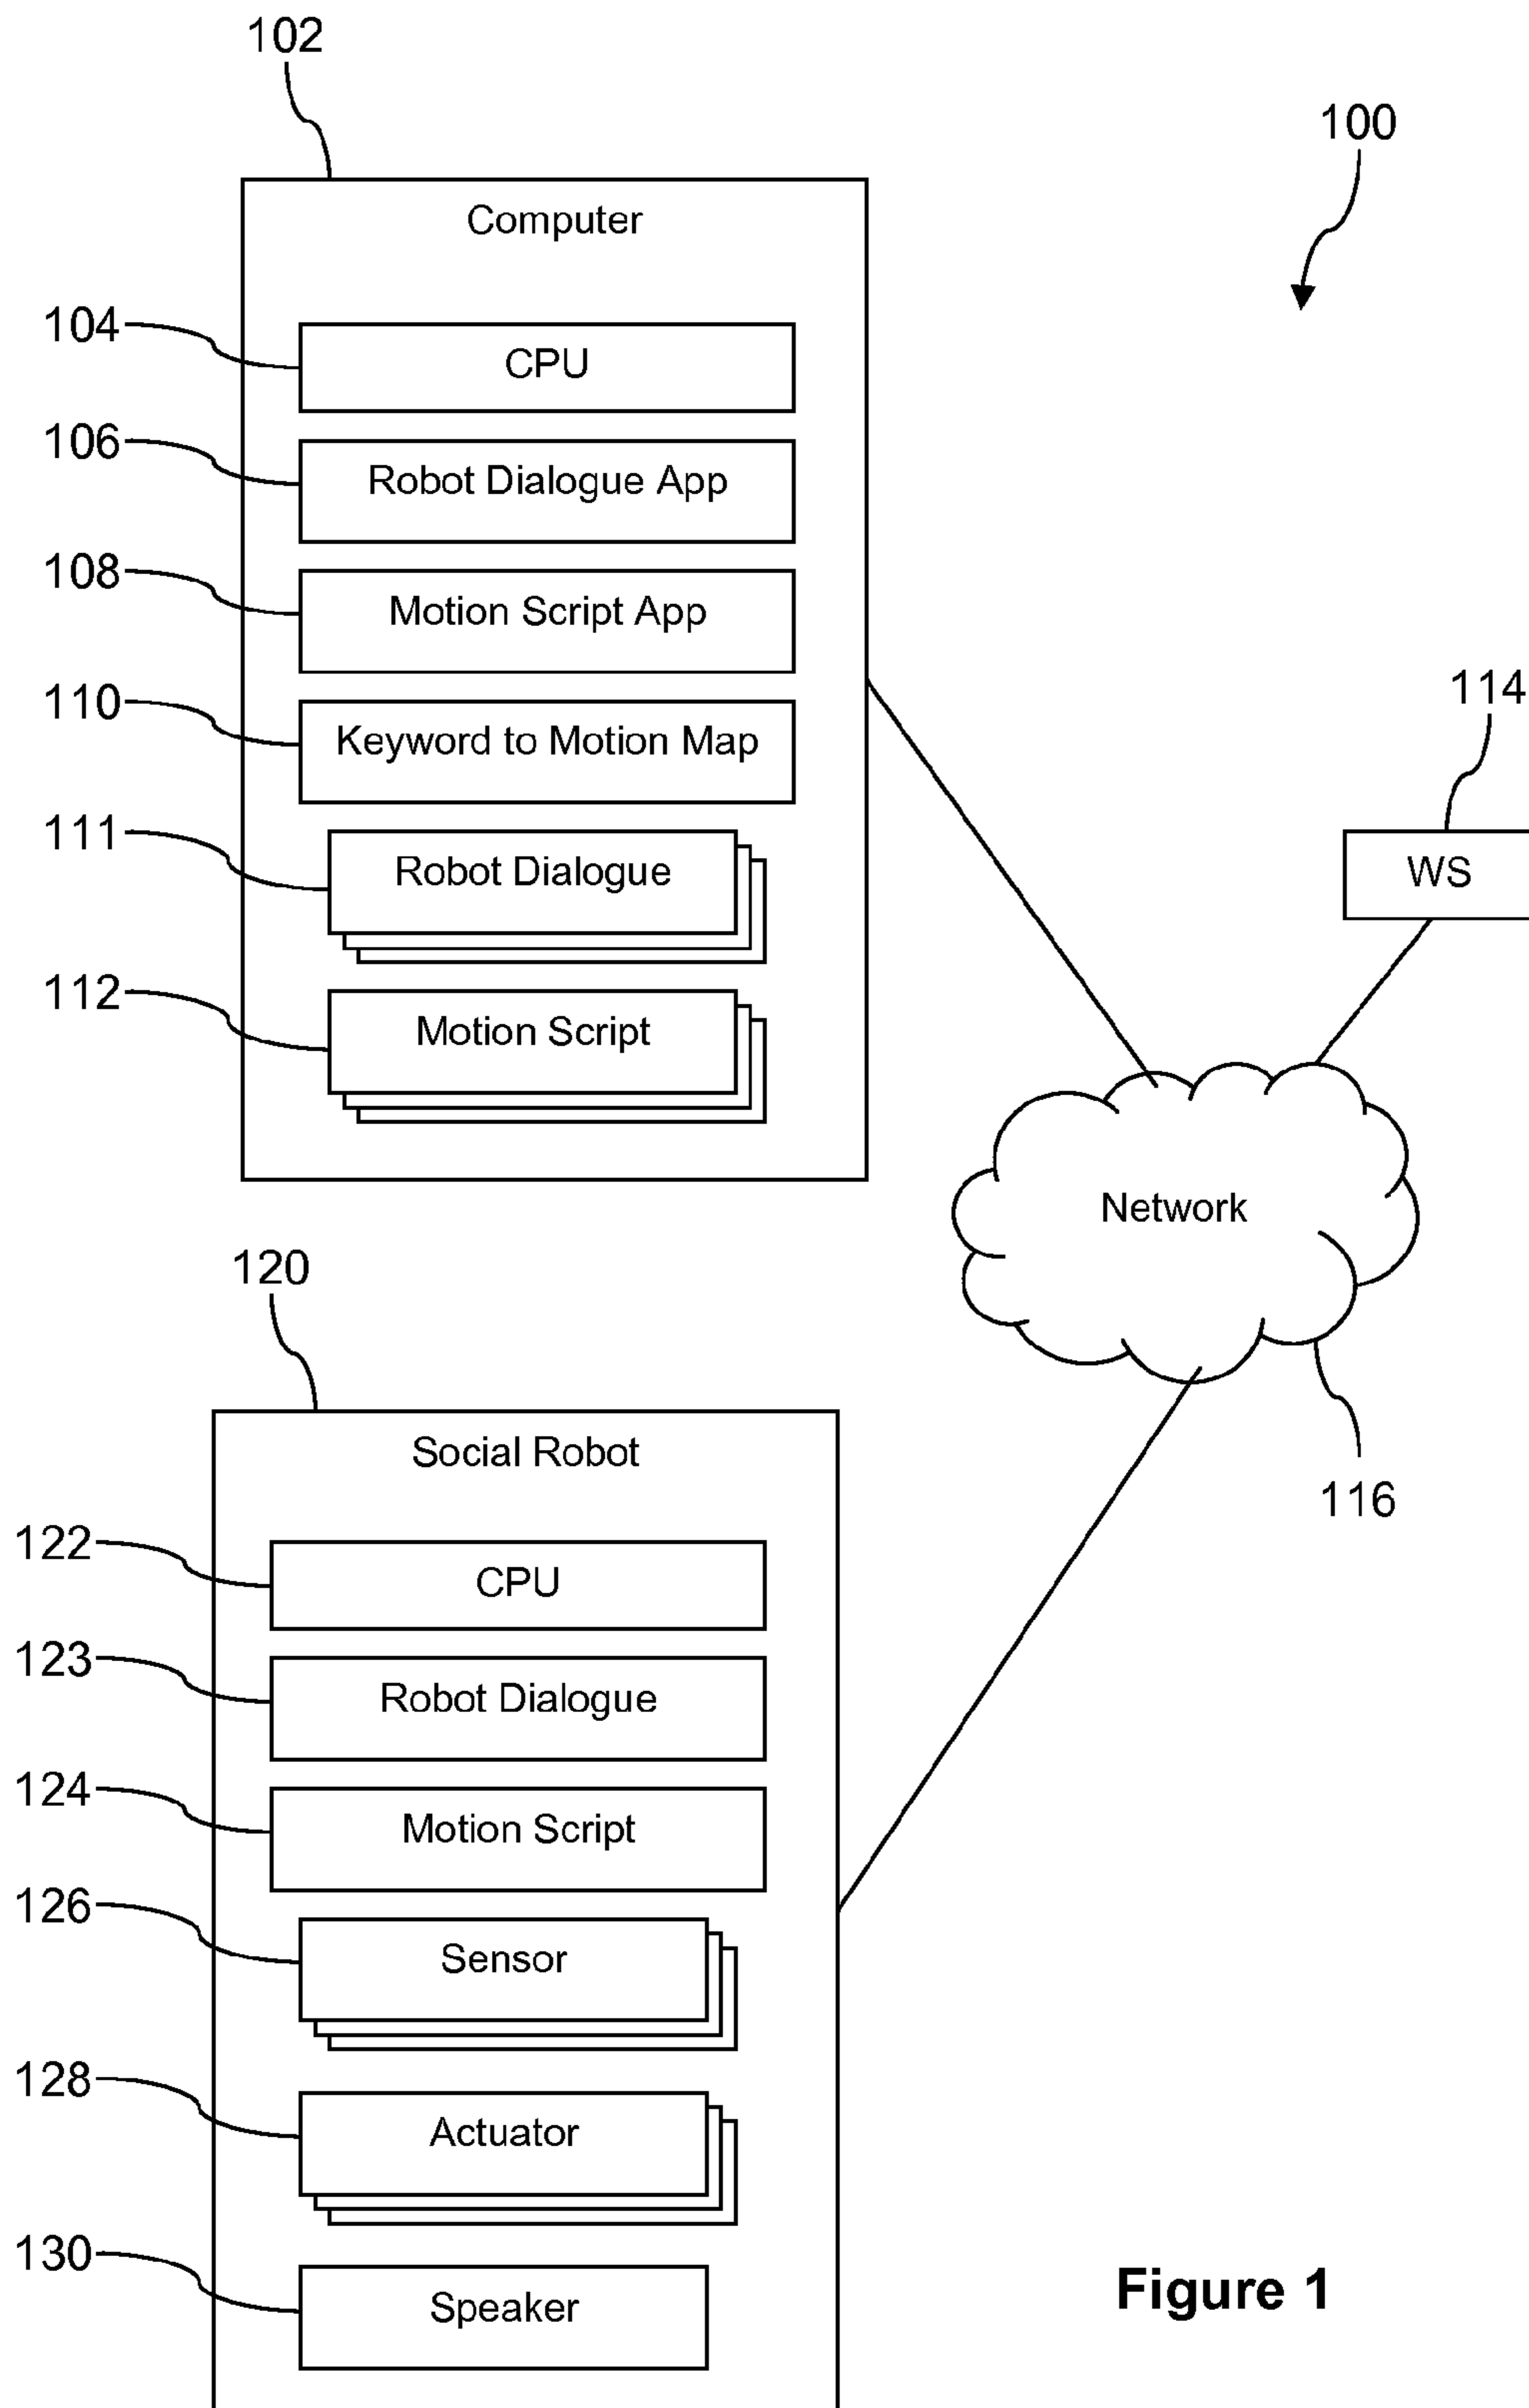 102
100
Computer
104
CPU
106
Robot Dialogue App
108
Motion Script App
110
Keyword to Motion Map
114
111
Robot Dialogue
WS
112
Motion Script
Network
120
Social Robot
116
122
CPU
123
Robot Dialogue
124
Motion Script
126
Sensor
128
Actuator
130
Speaker
Figure 1